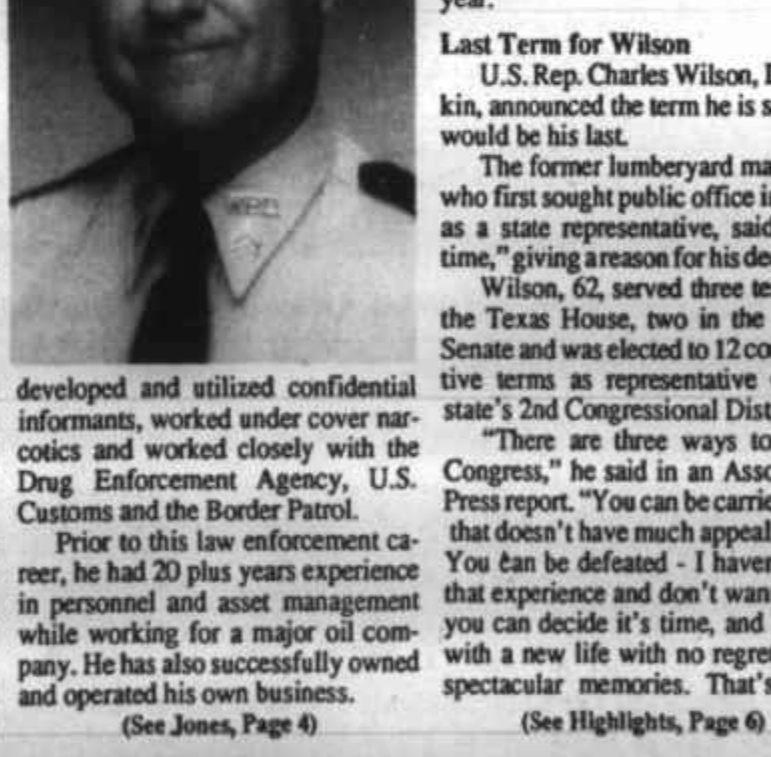 developed and utilized confidential
informants, worked under cover nar-
cotics and worked closely with the
Drug Enforcement Agency, U.S.
Customs and the Border Patrol.
Prior to this law enforcement ca-
reer, he had 20 plus years experience
in personnel and asset management
while working for a major oil com-
pany. He has also successfully owned
and operated his own business.
(See Jones, Page 4)
year.
Last Term for Wilson
U.S. Rep. Charles Wilson,
kin, announced the term he is
would be his last.
The former lumberyard
who first sought public office
as a state representative, said
time," giving a reason for his
Wilson, 62, served three
the Texas House, two in the
Senate and was elected to 12
tive terms as representative
state's 2nd Congressional
"There are three ways to
Congress," he said in an
Press report. "You can be
that doesn't have much appeal
You can be defeated - I
that experience and don't
you can decide it's time, and
with a new life with no
spectacular memories. That's
(See Highlights, Page 6)